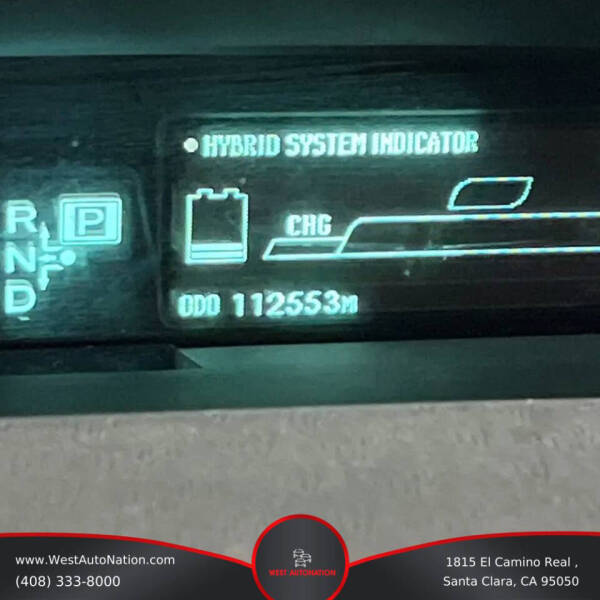 HYBRID SYSTEM INDICATOR
R
P
N
D
CHG
ODO 112553M
WEST AUTONATION
www.WestAutoNation.com
(408) 333-8000
1815 El Camino Real ,
Santa Clara, CA 95050